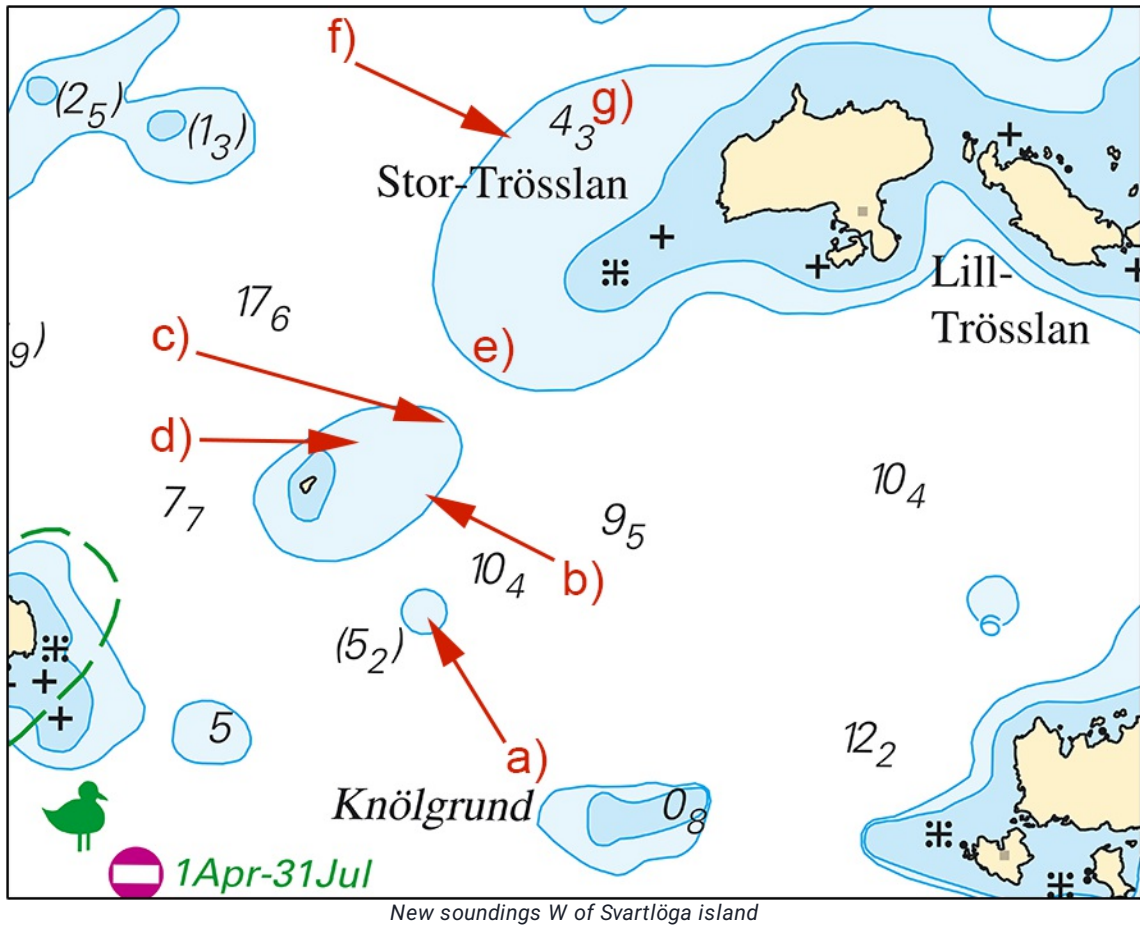 f)
(2₅)
4₃
g)
(1₃)
Stor-Trösslan
Lill-
Trösslan
17₆
9)
c)
e)
d)
7₇
10₄
9₅
10₄
b)
(5₂)
5
a)
12₂
Knölgrund
0₈
1Apr-31Jul
New soundings W of Svartlöga island